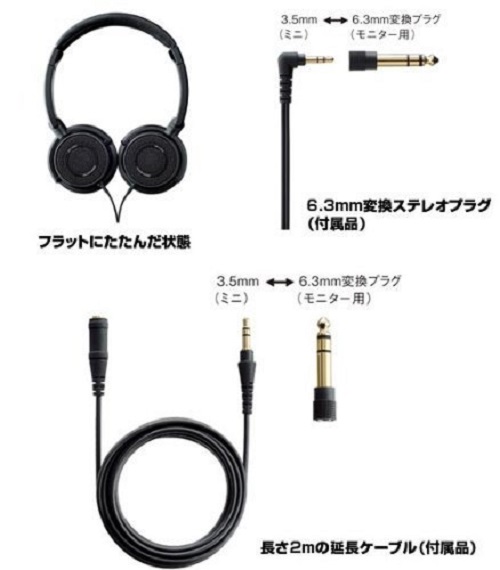 3.5mm ⟷ 6.3mm変換プラグ
(ミニ) (モニター用)
6.3mm変換ステレオプラグ
(付属品)
フラットにたたんだ状態
3.5mm ⟷ 6.3mm変換プラグ
(ミニ) (モニター用)
長さ2mの延長ケーブル(付属品)